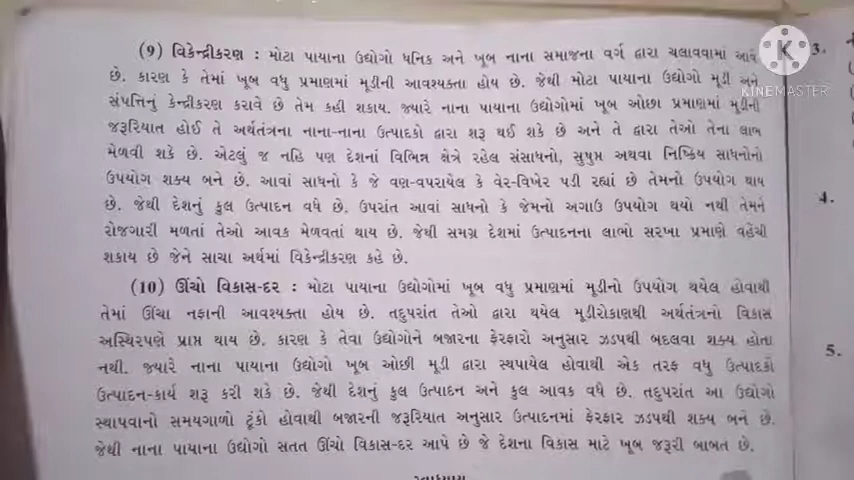 (9) વિકેન્દ્રીકરણ : મોટા પાયાના ઉદ્યોગો ધનિક અને ખૂબ નાના સમાજના વર્ગ દ્વારા ચલાવવામાં આવે
છે. કારણ કે તેમાં ખૂબ વધુ પ્રમાણમાં મૂડીની આવશ્યક્તા હોય છે. જેથી મોટા પાયાના ઉદ્યોગો મૂડી અને
સંપત્તિનું કેન્દ્રીકરણ કરાવે છે તેમ કહી શકાય. જ્યારે નાના પાયાના ઉદ્યોગોમાં ખૂબ ઓછા પ્રમાણમાં મૂડીની
જરૂરિયાત હોઈ તે અર્થતંત્રના નાના-નાના ઉત્પાદકો દ્વારા શરૂ થઈ શકે છે અને તે દ્વારા તેઓ તેના લાભ
મેળવી શકે છે. એટલું જ નહિ પણ દેશનાં વિભિન્ન ક્ષેત્રે રહેલ સંસાધનો, સુષુપ્ત અથવા નિષ્ક્રિય સાધનોનો
ઉપયોગ શક્ય બને છે. આવાં સાધનો કે જે વણ-વપરાયેલ કે વેર-વિખેર પડી રહ્યાં છે તેમનો ઉપયોગ થાય
છે. જેથી દેશનું કુલ ઉત્પાદન વધે છે. ઉપરાંત આવાં સાધનો કે જેમનો અગાઉ ઉપયોગ થયો નથી તેમને
રોજગારી મળતાં તેઓ આવક મેળવતાં થાય છે. જેથી સમગ્ર દેશમાં ઉત્પાદનના લાભો સરખા પ્રમાણે વહેંચી
શકાય છે જેને સાચા અર્થમાં વિકેન્દ્રીકરણ કહે છે.
(10) ઊંચો વિકાસ-દર : મોટા પાયાના ઉદ્યોગોમાં ખૂબ વધુ પ્રમાણમાં મૂડીનો ઉપયોગ થયેલ હોવાથી
તેમાં ઊંચા નફાની આવશ્યક્તા હોય છે. તદુપરાંત તેઓ દ્વારા થયેલ મૂડીરોકાણથી અર્થતંત્રનો વિકાસ
અસ્થિરપણે પ્રાપ્ત થાય છે. કારણ કે તેવા ઉદ્યોગોને બજારના ફેરફારો અનુસાર ઝડપથી બદલવા શક્ય હોતા
નથી. જ્યારે નાના પાયાના ઉદ્યોગો ખૂબ ઓછી મૂડી દ્વારા સ્થપાયેલ હોવાથી એક તરફ વધુ ઉત્પાદકો
ઉત્પાદન-કાર્ય શરૂ કરી શકે છે. જેથી દેશનું કુલ ઉત્પાદન અને કુલ આવક વધે છે. તદુપરાંત આ ઉદ્યોગો
સ્થાપવાનો સમયગાળો ટૂંકો હોવાથી બજારની જરૂરિયાત અનુસાર ઉત્પાદનમાં ફેરફાર ઝડપથી શક્ય બને છે.
જેથી નાના પાયાના ઉદ્યોગો સતત ઊંચો વિકાસ-દર આપે છે જે દેશના વિકાસ માટે ખૂબ જરૂરી બાબત છે.
3.
4.
5.
K
KINEMASTER